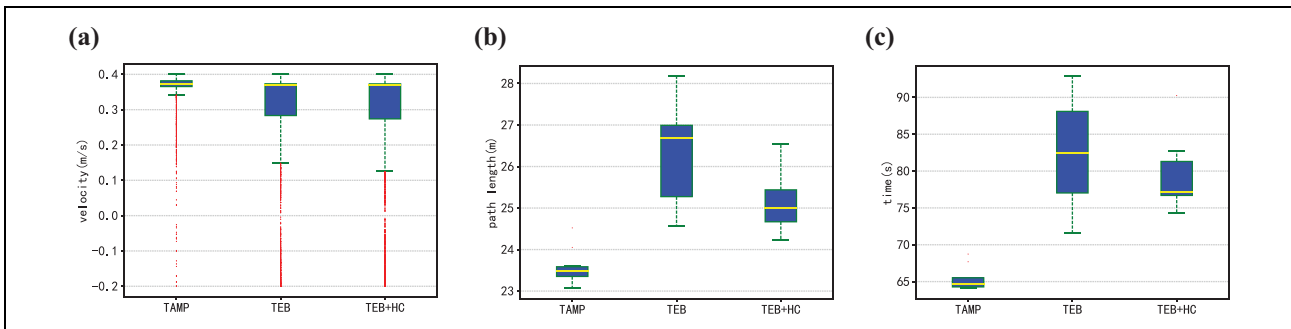 (a)
velocity(m/s)
0.4
0.3
0.2
0.1
0.0
-0.1
-0.2
TAMP TEB TEB+HC
(b)
path length(m)
28
27
26
25
24
23
TAMP TEB TEB+HC
(c)
time(s)
90
85
80
75
70
65
TAMP TEB TEB+HC